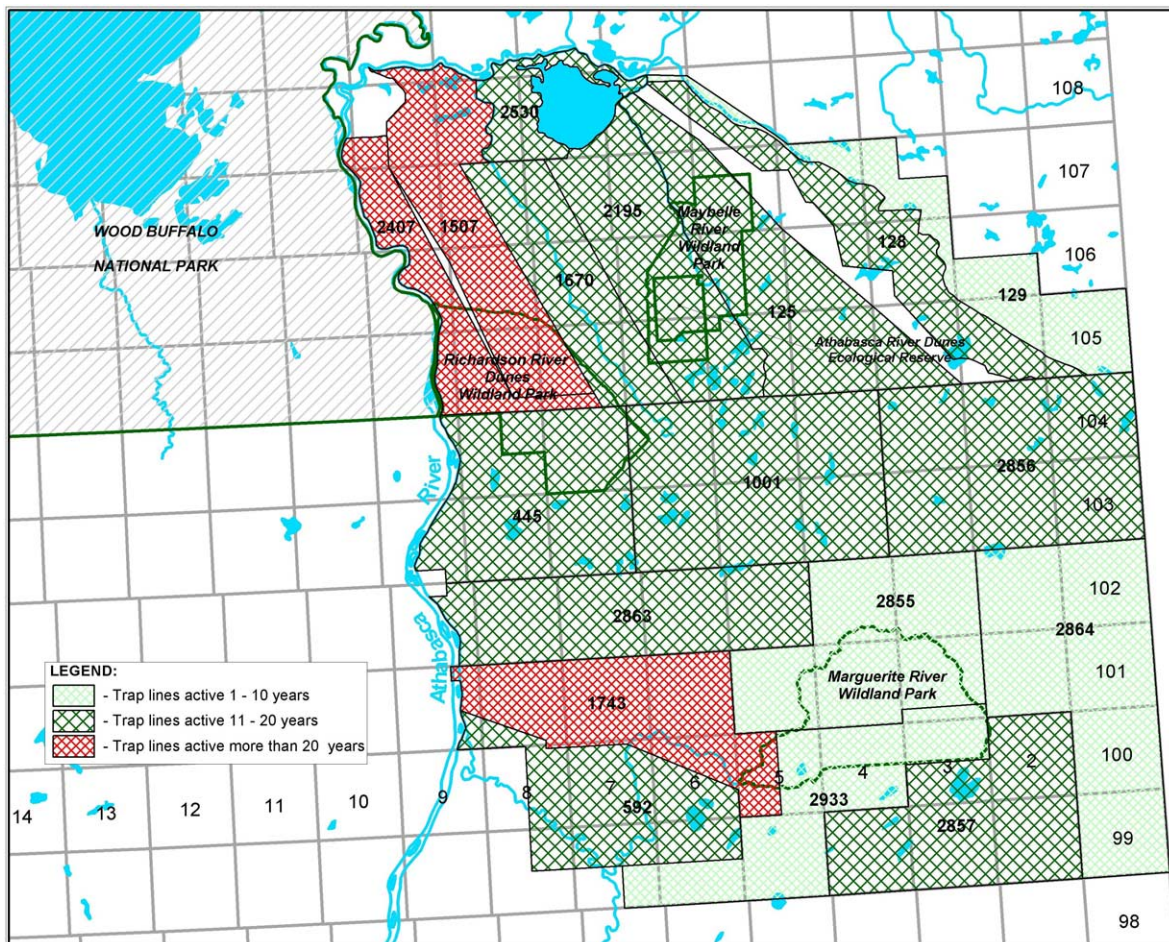 108
2530
107
2195
Maybelle
River
Wildland
Park
2407
1507
WOOD BUFFALO
NATIONAL PARK
128
106
1670
129
125
105
Athabasca River Dunes
Ecological Reserve
Richardson River
Dunes
Wildland Park
104
2856
1001
103
445
River
102
2855
2863
2864
Athabasca
101
LEGEND:
- Trap lines active 1 - 10 years
- Trap lines active 11 - 20 years
- Trap lines active more than 20 years
Marguerite River
Wildland Park
1743
100
14
13
12
11
10
9
8
7
6
5
4
3
2
592
2933
2857
99
98